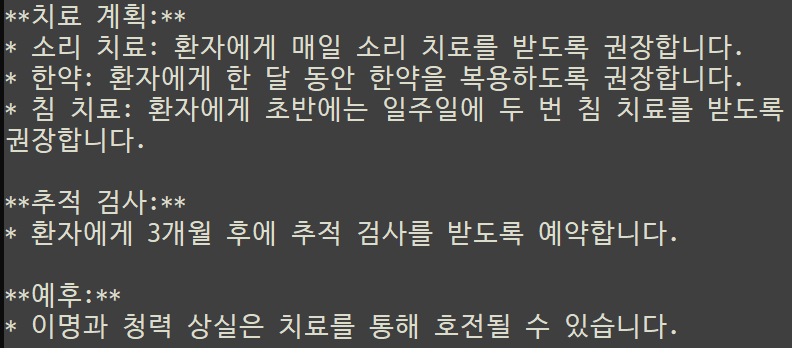 **치료 계획:**
* 소리 치료: 환자에게 매일 소리 치료를 받도록 권장합니다.
* 한약: 환자에게 한 달 동안 한약을 복용하도록 권장합니다.
* 침 치료: 환자에게 초반에는 일주일에 두 번 침 치료를 받도록
권장합니다.
**추적 검사:**
* 환자에게 3개월 후에 추적 검사를 받도록 예약합니다.
**예후:**
* 이명과 청력 상실은 치료를 통해 호전될 수 있습니다.